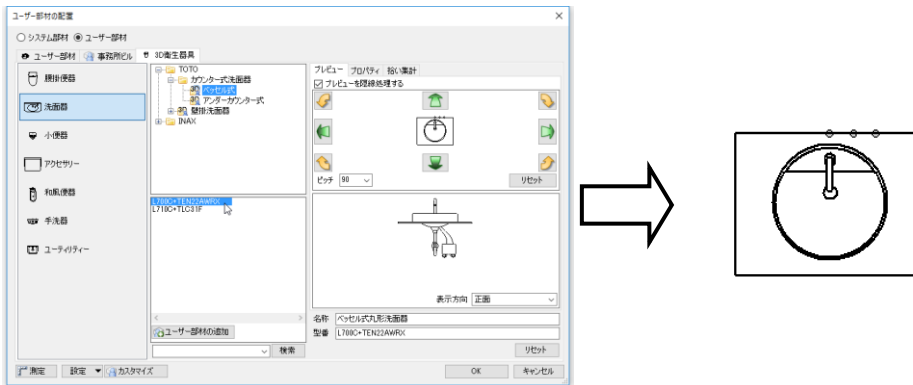 ユーザー部材の配置
システム部材 ユーザー部材
ユーザー部材 事務所ビル 3D衛生器具
腰掛便器
洗面器
小便器
アクセサリー
和風便器
手洗器
ユーティリティー
TOTO
カウンター式洗面器
ベッセル式
アンダーカウンター式
壁掛洗面器
INAX
L700C+TEN22AWRX
L710C+TLC31F
ユーザー部材の追加
検索
プレビュー プロパティ 拾い集計
プレビューを隠線処理する
ピッチ 90 リセット
表示方向 正面
名称 ベッセル式丸形洗面器
型番 L700C+TEN22AWRX
リセット
測定 設定 カスタマイズ OK キャンセル